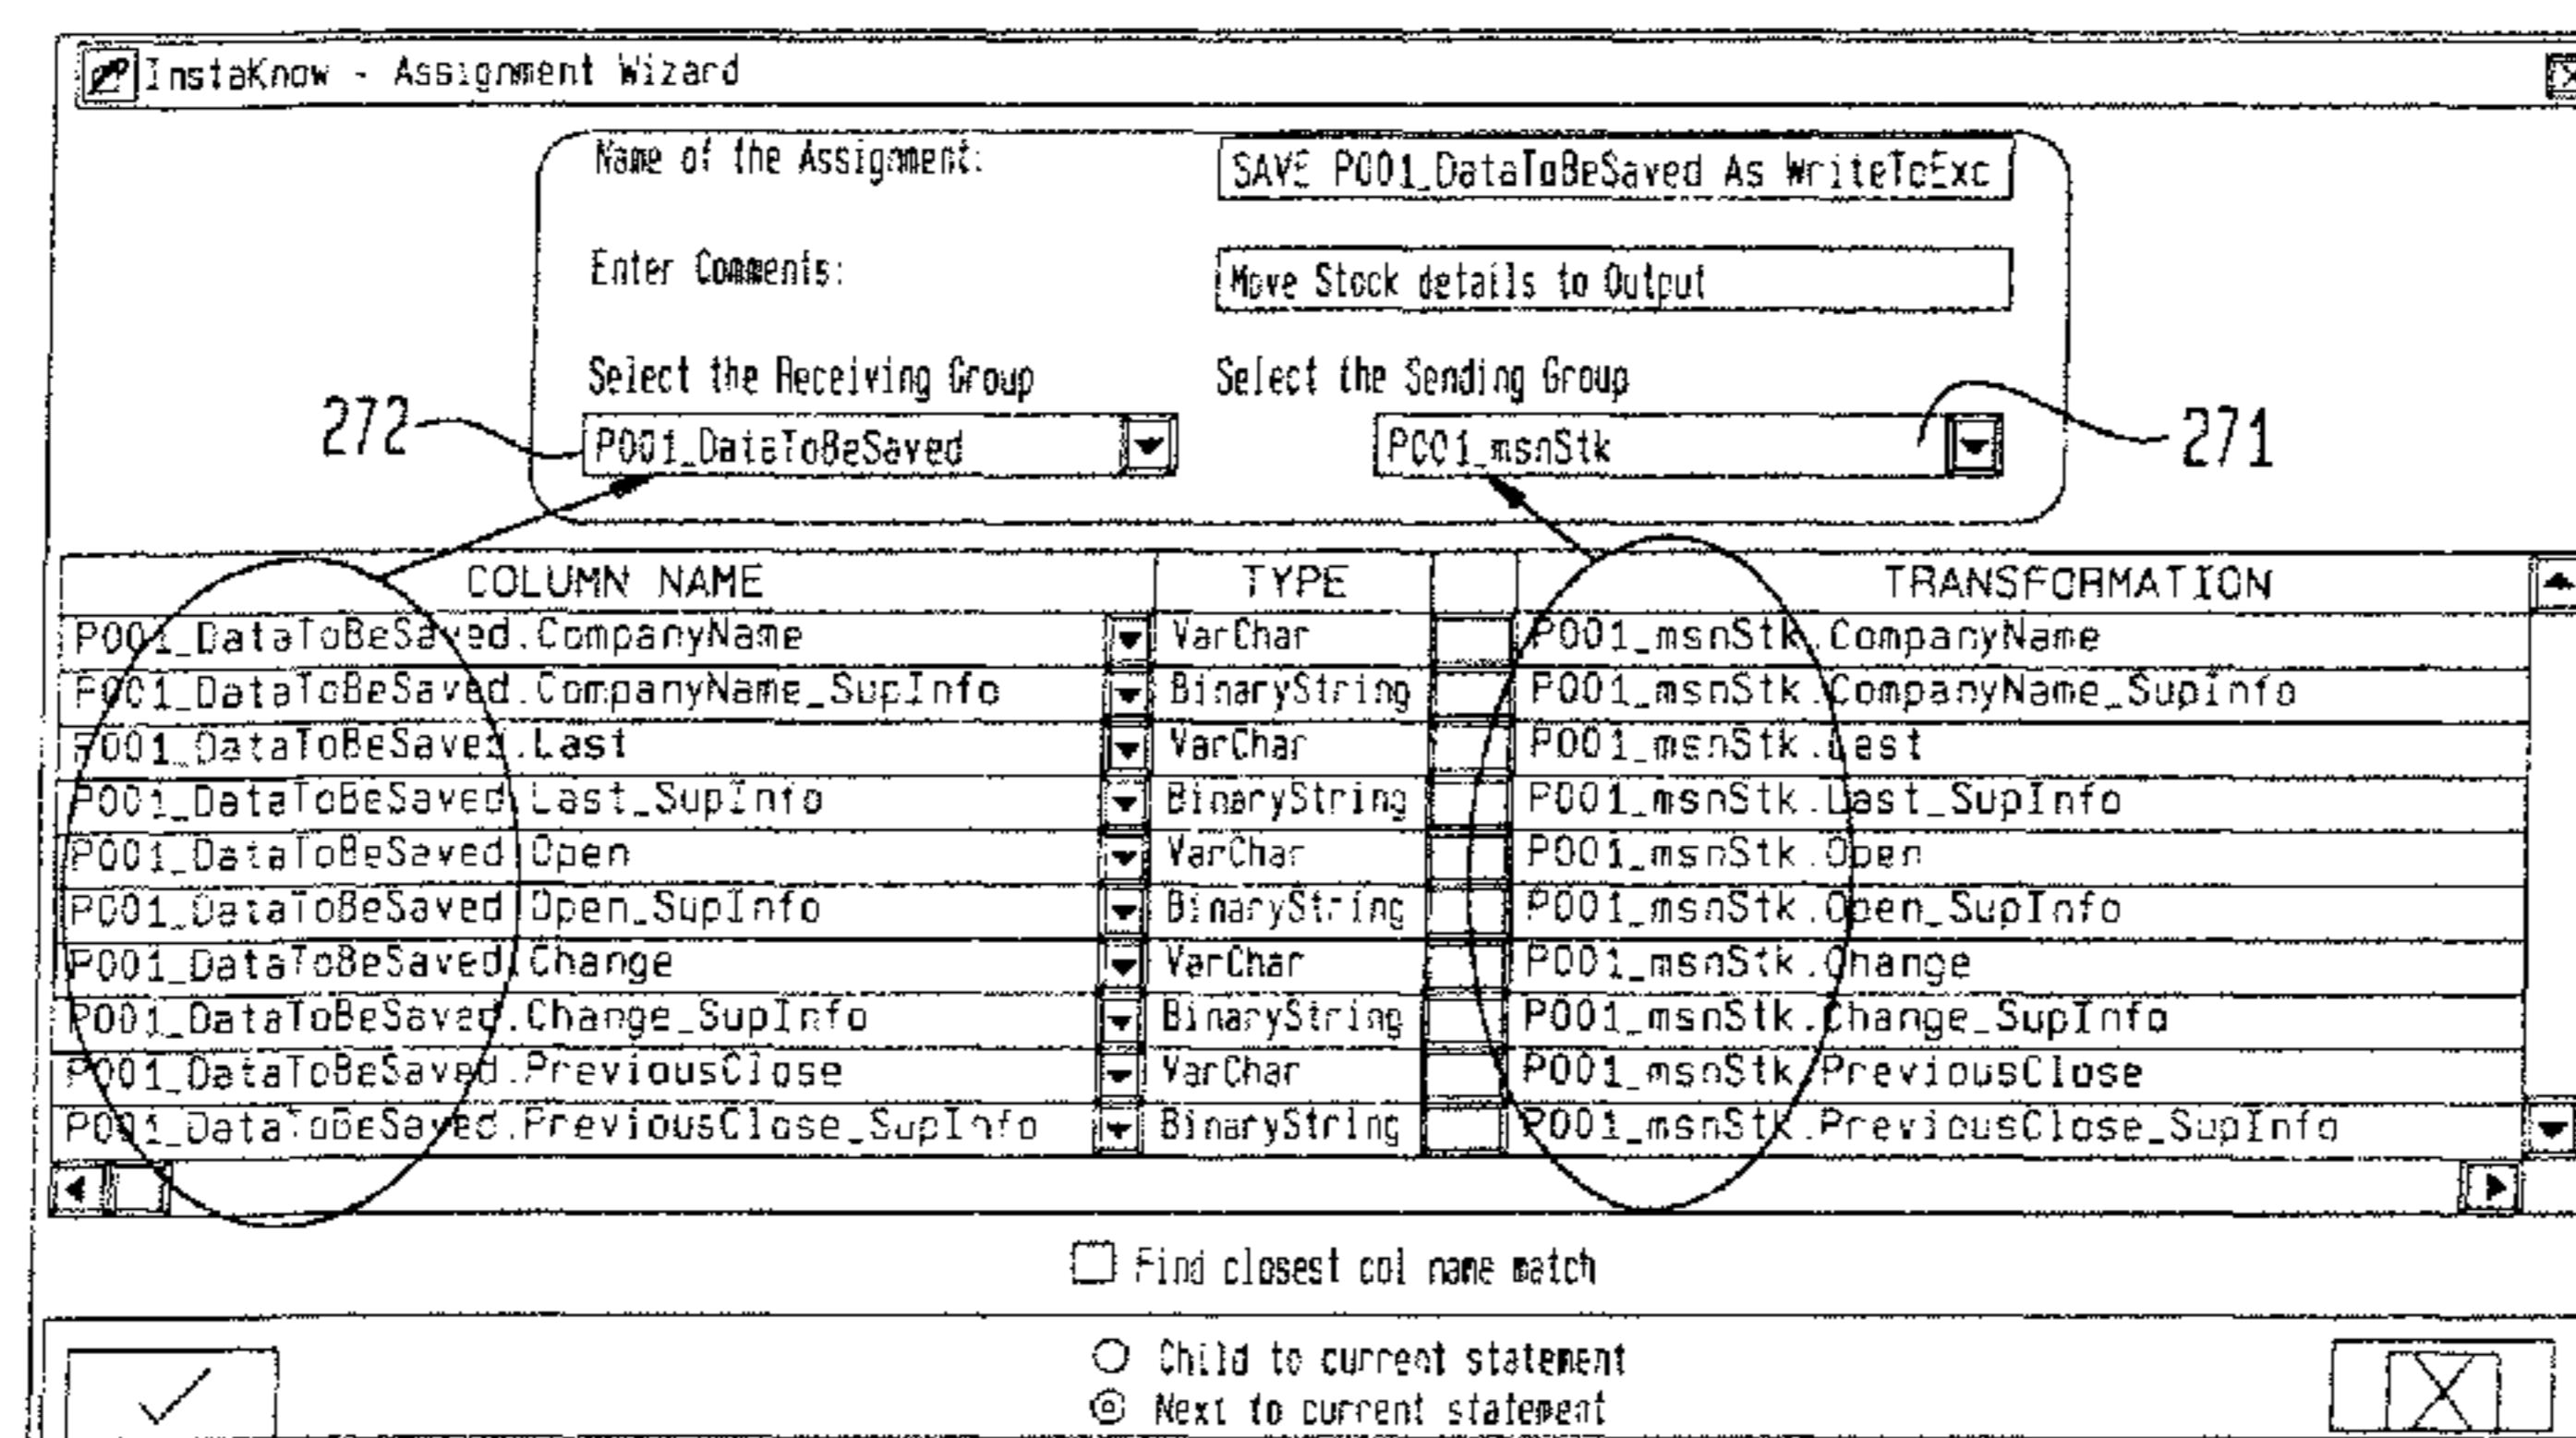 InstaKnow - Assignment Wizard
Name of the Assignment: SAVE P001_DataToBeSaved As WriteToExc
Enter Comments: Move Stock details to Output
Select the Receiving Group Select the Sending Group
272 P001_DataToBeSaved P001_msnStk 271
COLUMN NAME TYPE TRANSFORMATION
P001_DataToBeSaved.CompanyName VarChar P001_msnStk.CompanyName
P001_DataToBeSaved.CompanyName_SupInfo BinaryString P001_msnStk.CompanyName_SupInfo
P001_DataToBeSaved.Last VarChar P001_msnStk.Last
P001_DataToBeSaved.Last_SupInfo BinaryString P001_msnStk.Last_SupInfo
P001_DataToBeSaved.Open VarChar P001_msnStk.Open
P001_DataToBeSaved.Open_SupInfo BinaryString P001_msnStk.Open_SupInfo
P001_DataToBeSaved.Change VarChar P001_msnStk.Change
P001_DataToBeSaved.Change_SupInfo BinaryString P001_msnStk.Change_SupInfo
P001_DataToBeSaved.PreviousClose VarChar P001_msnStk.PreviousClose
P001_DataToBeSaved.PreviousClose_SupInfo BinaryString P001_msnStk.PreviousClose_SupInfo
Find closest col name match
Child to current statement
Next to current statement